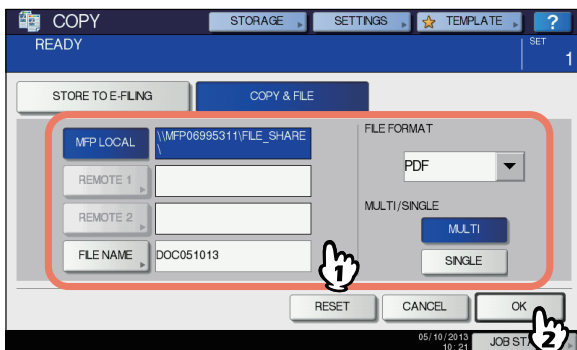 COPY STORAGE SETTINGS TEMPLATE ?
READY SET
1
STORE TO E-FILING COPY & FILE
MFP LOCAL \\MFP06995311\FILE_SHARE
\
REMOTE 1
REMOTE 2
FILE NAME DOC051013
FILE FORMAT
PDF
MULTI/SINGLE
MULTI
SINGLE
1
RESET CANCEL OK
2
05/10/2013
10:21
JOB